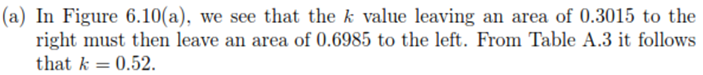 (a) In Figure 6.10(a), we see that the k value leaving an area of 0.3015 to the
right must then leave an area of 0.6985 to the left. From Table A.3 it follows
that k = 0.52.